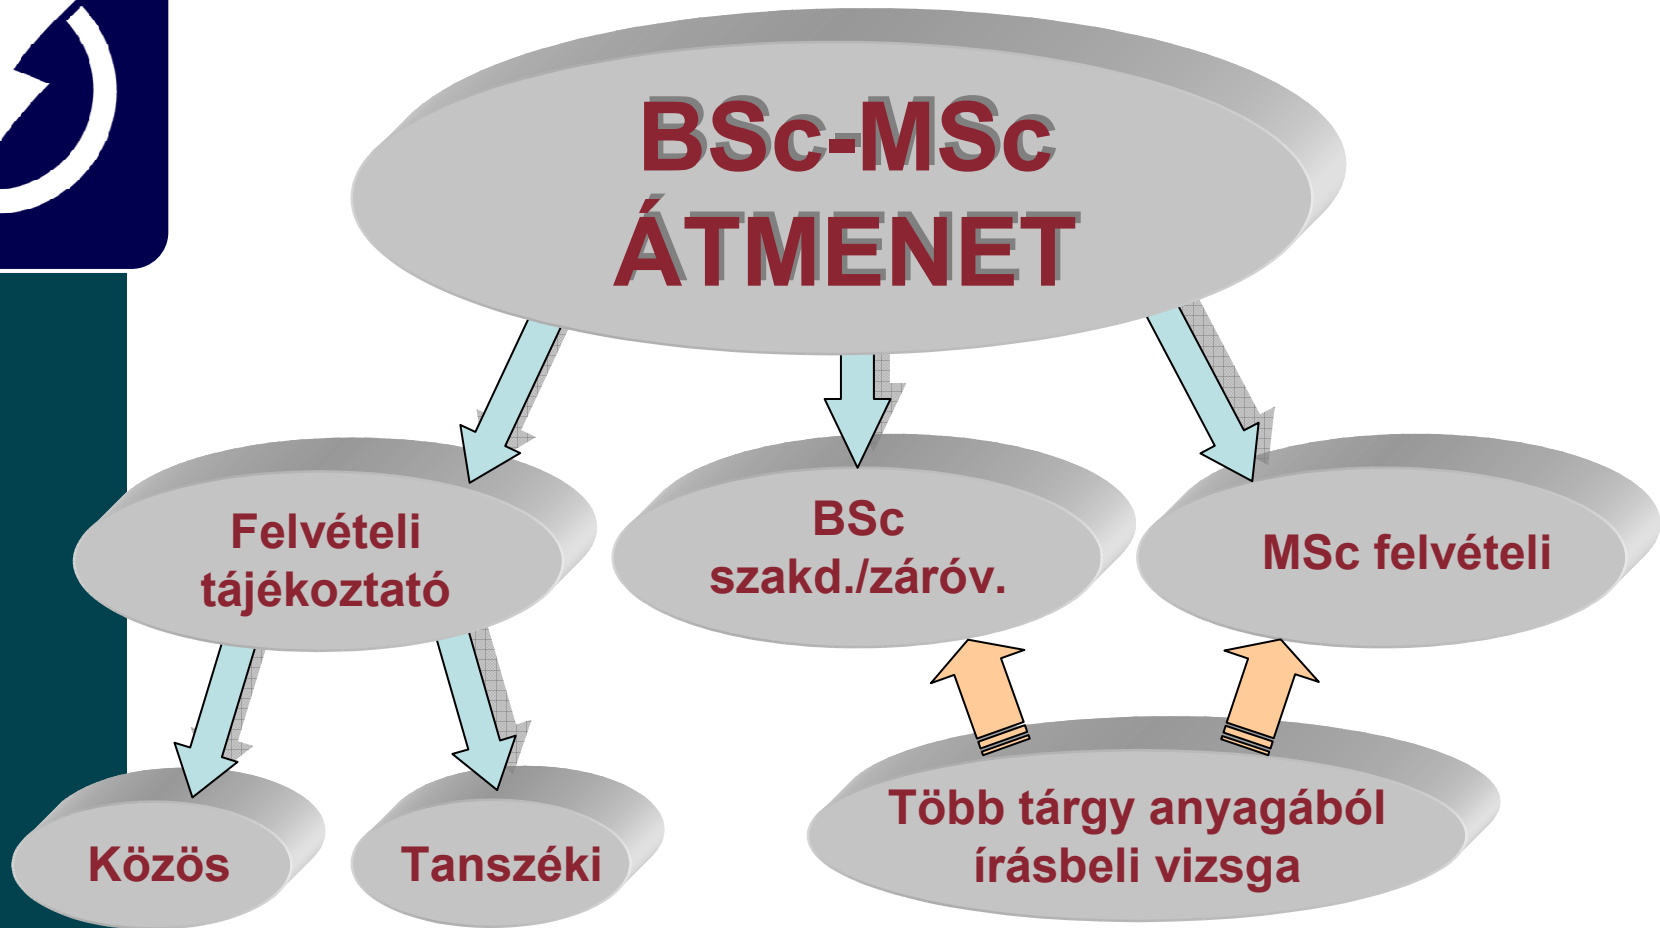 BSc-MSc
ÁTMENET
Felvételi
tájékoztató
BSc
szakd./záróv.
MSc felvételi
Közös
Tanszéki
Több tárgy anyagából
írásbeli vizsga